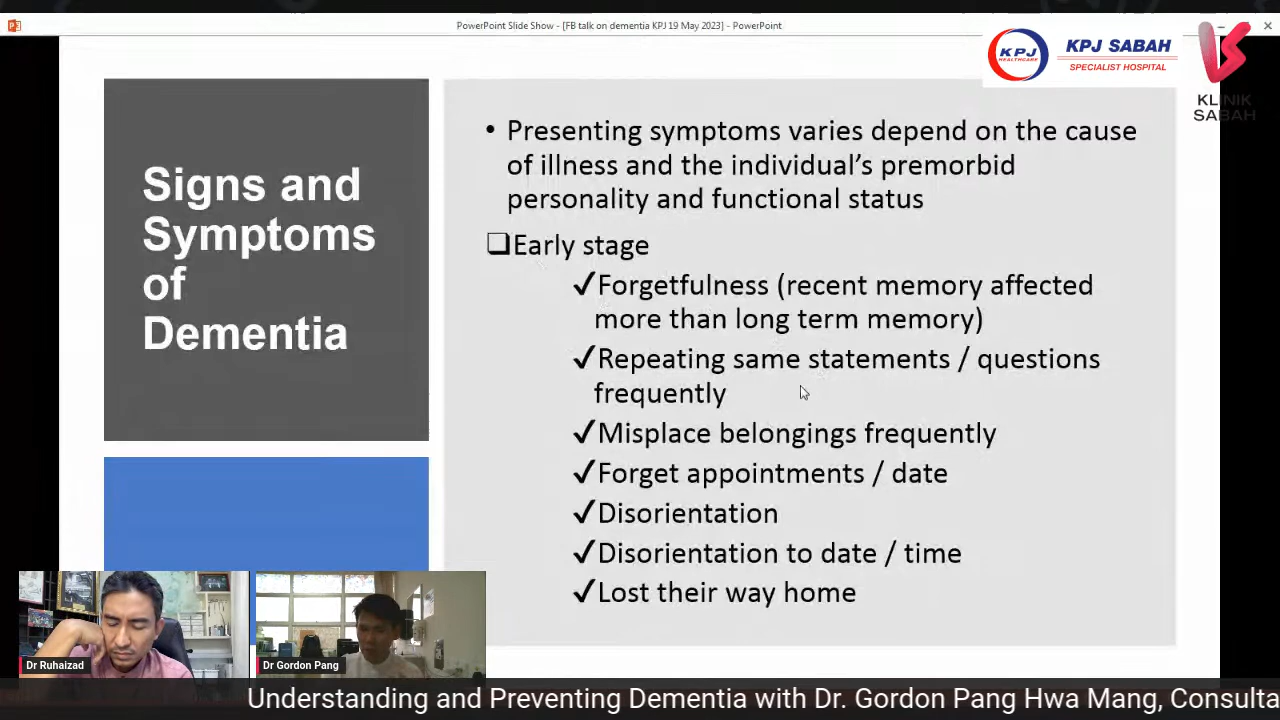 PowerPoint Slide Show - [FB talk on dementia KPJ 19 May 2023] - PowerPoint
KPJ
HEALTHCARE
KPJ SABAH
SPECIALIST HOSPITAL
KLINIK
SABAH
Signs and
Symptoms
of
Dementia
• Presenting symptoms varies depend on the cause
of illness and the individual's premorbid
personality and functional status
❑Early stage
✓Forgetfulness (recent memory affected
more than long term memory)
✓Repeating same statements / questions
frequently
✓Misplace belongings frequently
✓Forget appointments / date
✓Disorientation
✓Disorientation to date / time
✓Lost their way home
Dr Ruhaizad
Dr Gordon Pang
Understanding and Preventing Dementia with Dr. Gordon Pang Hwa Mang, Consulta